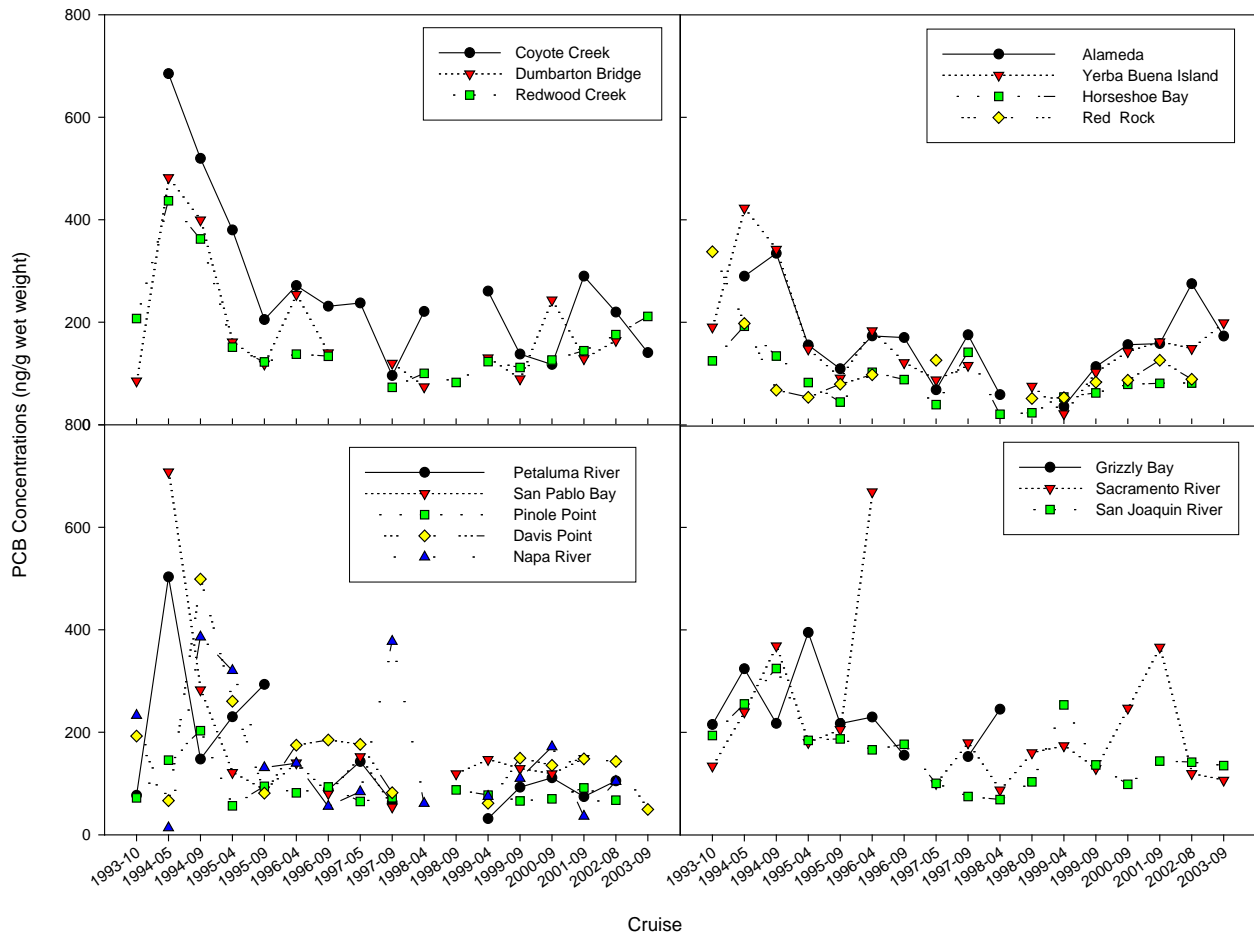 PCB Concentrations (ng/g wet weight)
800
600
400
200
800
Coyote Creek
Dumbarton Bridge
Redwood Creek
Alameda
Yerba Buena Island
Horseshoe Bay
Red Rock
600
400
200
0
Petaluma River
San Pablo Bay
Pinole Point
Davis Point
Napa River
Grizzly Bay
Sacramento River
San Joaquin River
1993-10
1994-05
1994-09
1995-04
1995-09
1996-04
1996-09
1997-05
1997-09
1998-04
1998-09
1999-04
1999-09
2000-09
2001-09
2002-08
2003-09
1993-10
1994-05
1994-09
1995-04
1995-09
1996-04
1996-09
1997-05
1997-09
1998-04
1998-09
1999-04
1999-09
2000-09
2001-09
2002-08
2003-09
Cruise